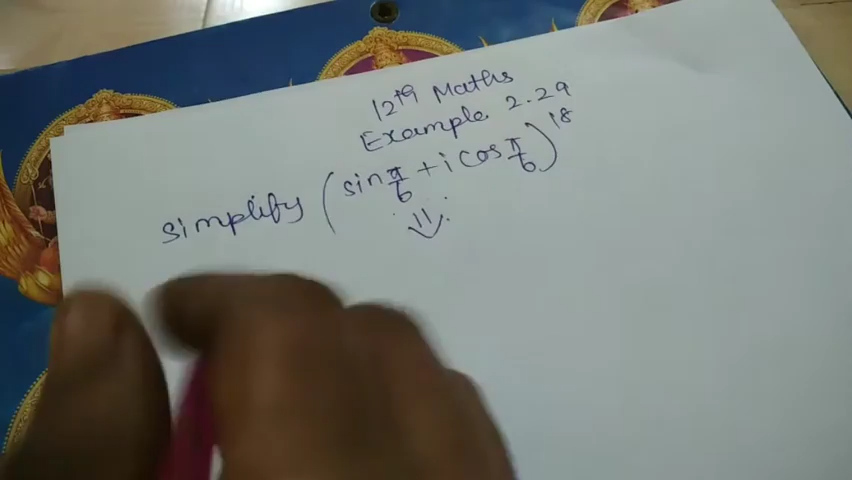 12th Maths
Example 2.29
simplify (sin π/6 + i cos π/6)^18